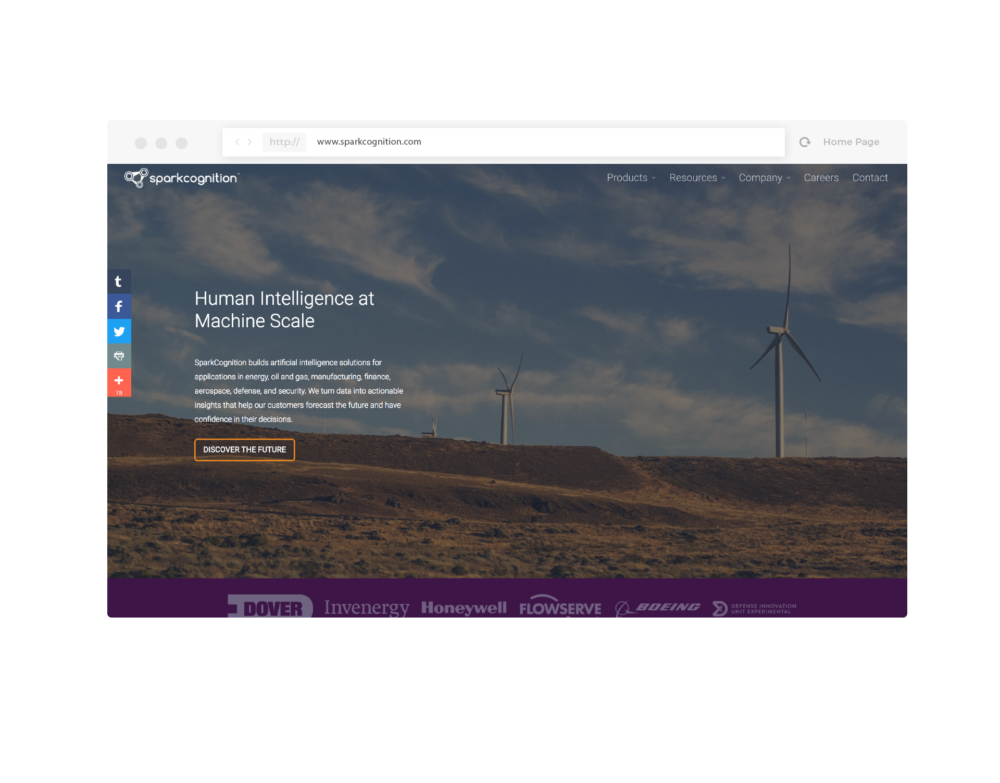 http://
www.sparkcognition.com
Home Page
sparkcognition™
Products
Resources
Company
Careers
Contact
t
f
Human Intelligence at
Machine Scale
SparkCognition builds artificial intelligence solutions for
applications in energy, oil and gas, manufacturing, finance,
aerospace, defense, and security. We turn data into actionable
insights that help our customers forecast the future and have
confidence in their decisions.
78
DISCOVER THE FUTURE
DOVER
Invenergy
Honeywell
FLOWSERVE
BOEING
DEFENSE INNOVATION
UNIT EXPERIMENTAL